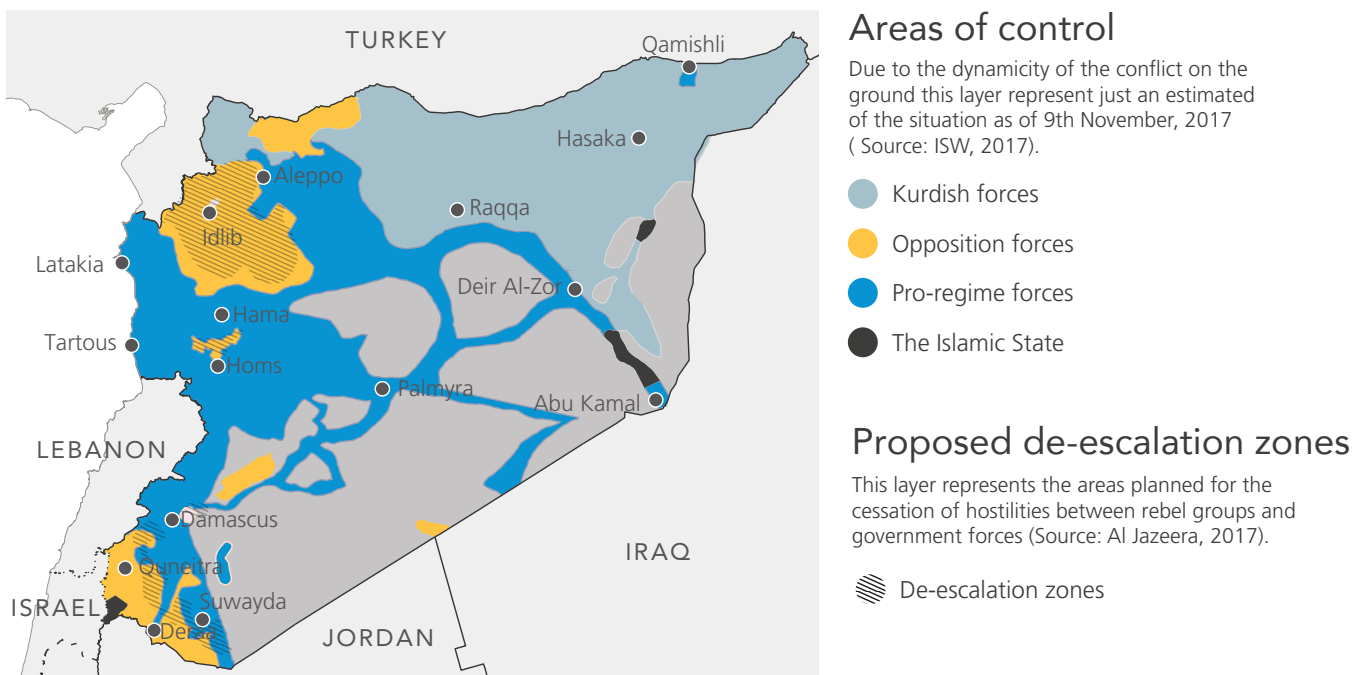 TURKEY
Qamishli
Hasaka
Aleppo
Raqqa
Idlib
Latakia
Deir Al-Zor
Hama
Tartous
Homs
Palmyra
Abu Kamal
LEBANON
Damascus
IRAQ
Quneitra
ISRAEL
Suwayda
Deraa
JORDAN
Areas of control
Due to the dynamicity of the conflict on the
ground this layer represent just an estimated
of the situation as of 9th November, 2017
( Source: ISW, 2017).
Kurdish forces
Opposition forces
Pro-regime forces
The Islamic State
Proposed de-escalation zones
This layer represents the areas planned for the
cessation of hostilities between rebel groups and
government forces (Source: Al Jazeera, 2017).
De-escalation zones